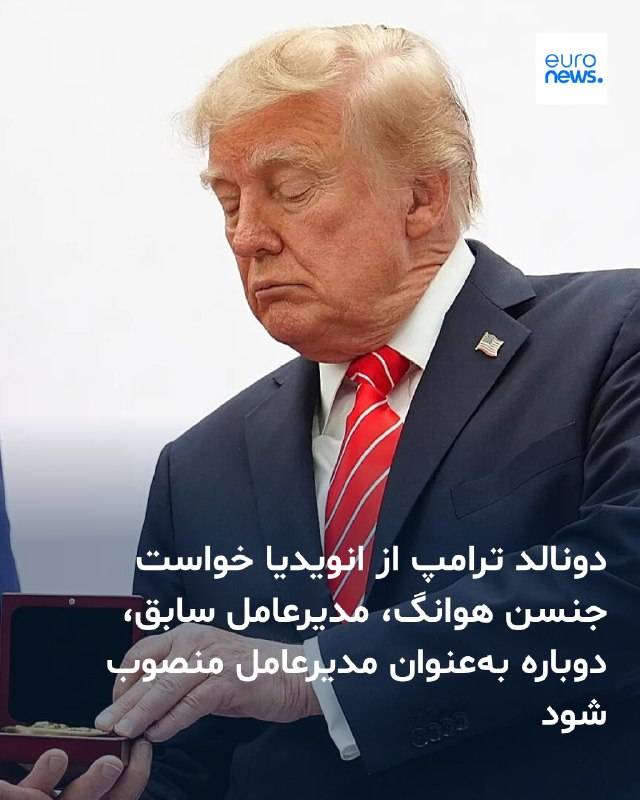 euro
news.
دونالد ترامپ از انویدیا خواست
جنسن هوانگ، مدیرعامل سابق،
دوباره به‌عنوان مدیرعامل منصوب
شود